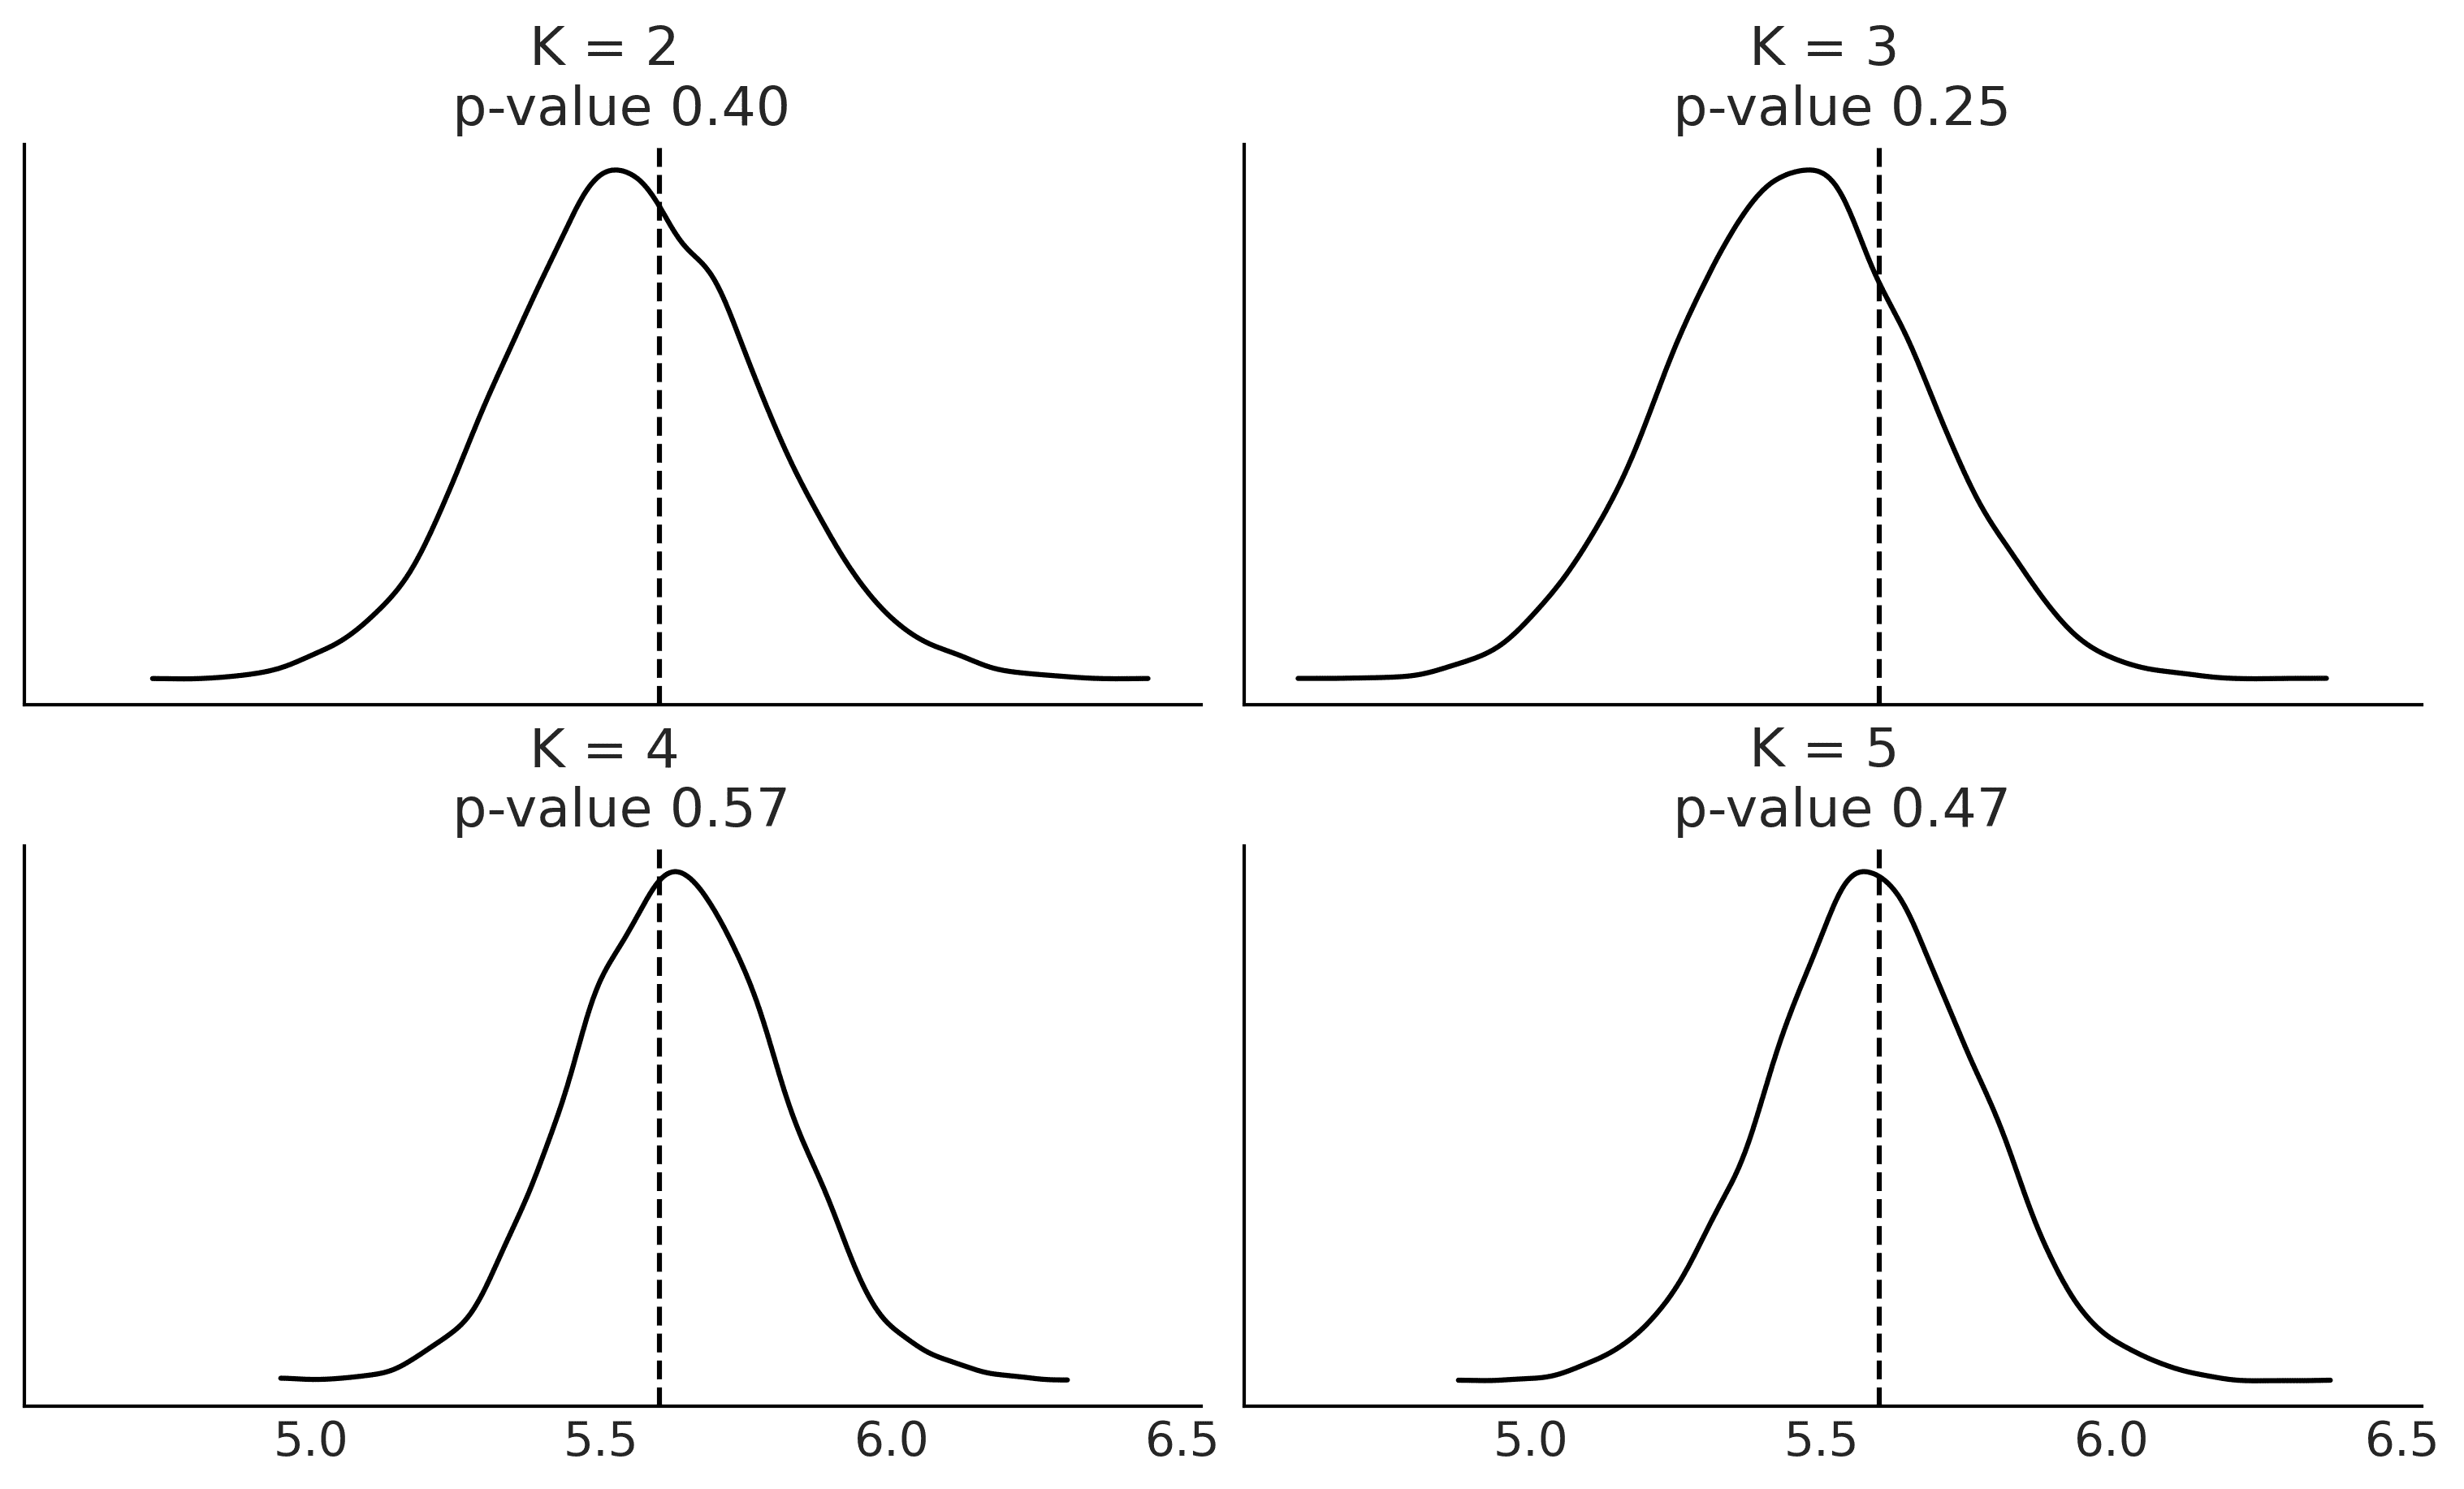 K = 2
p-value 0.40
K = 3
p-value 0.25
K = 4
p-value 0.57
K = 5
p-value 0.47
5.0 5.5 6.0 6.5
5.0 5.5 6.0 6.5